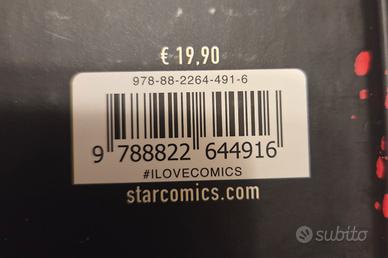 € 19,90
978-88-2264-491-6
9 788822 644916
#ILOVECOMICS
starcomics.com
subito